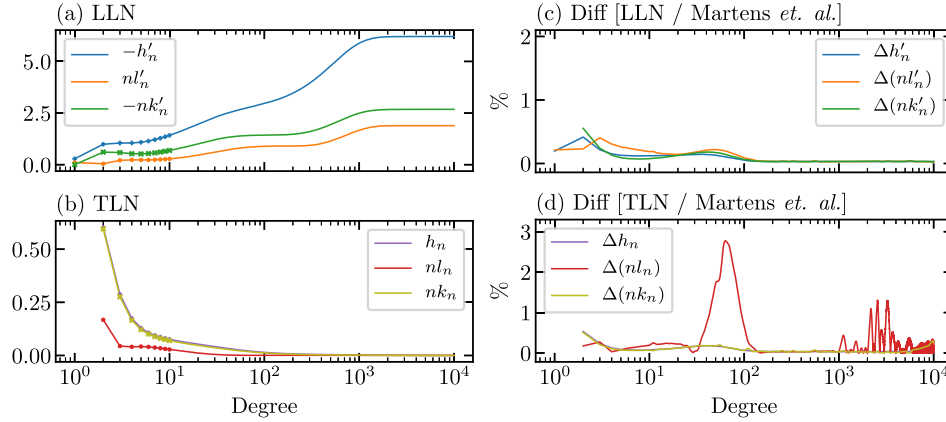 (a) LLN
6.0
5.0
2.5
0.0
−h′ₙ
nl′ₙ
−nk′ₙ
(c) Diff [LLN / Martens et. al.]
2
1
0
%
Δh′ₙ
Δ(nl′ₙ)
Δ(nk′ₙ)
(b) TLN
0.50
0.25
0.00
hₙ
nlₙ
nkₙ
10⁰ 10¹ 10² 10³ 10⁴
Degree
(d) Diff [TLN / Martens et. al.]
3
2
1
0
%
Δhₙ
Δ(nlₙ)
Δ(nkₙ)
10⁰ 10¹ 10² 10³ 10⁴
Degree